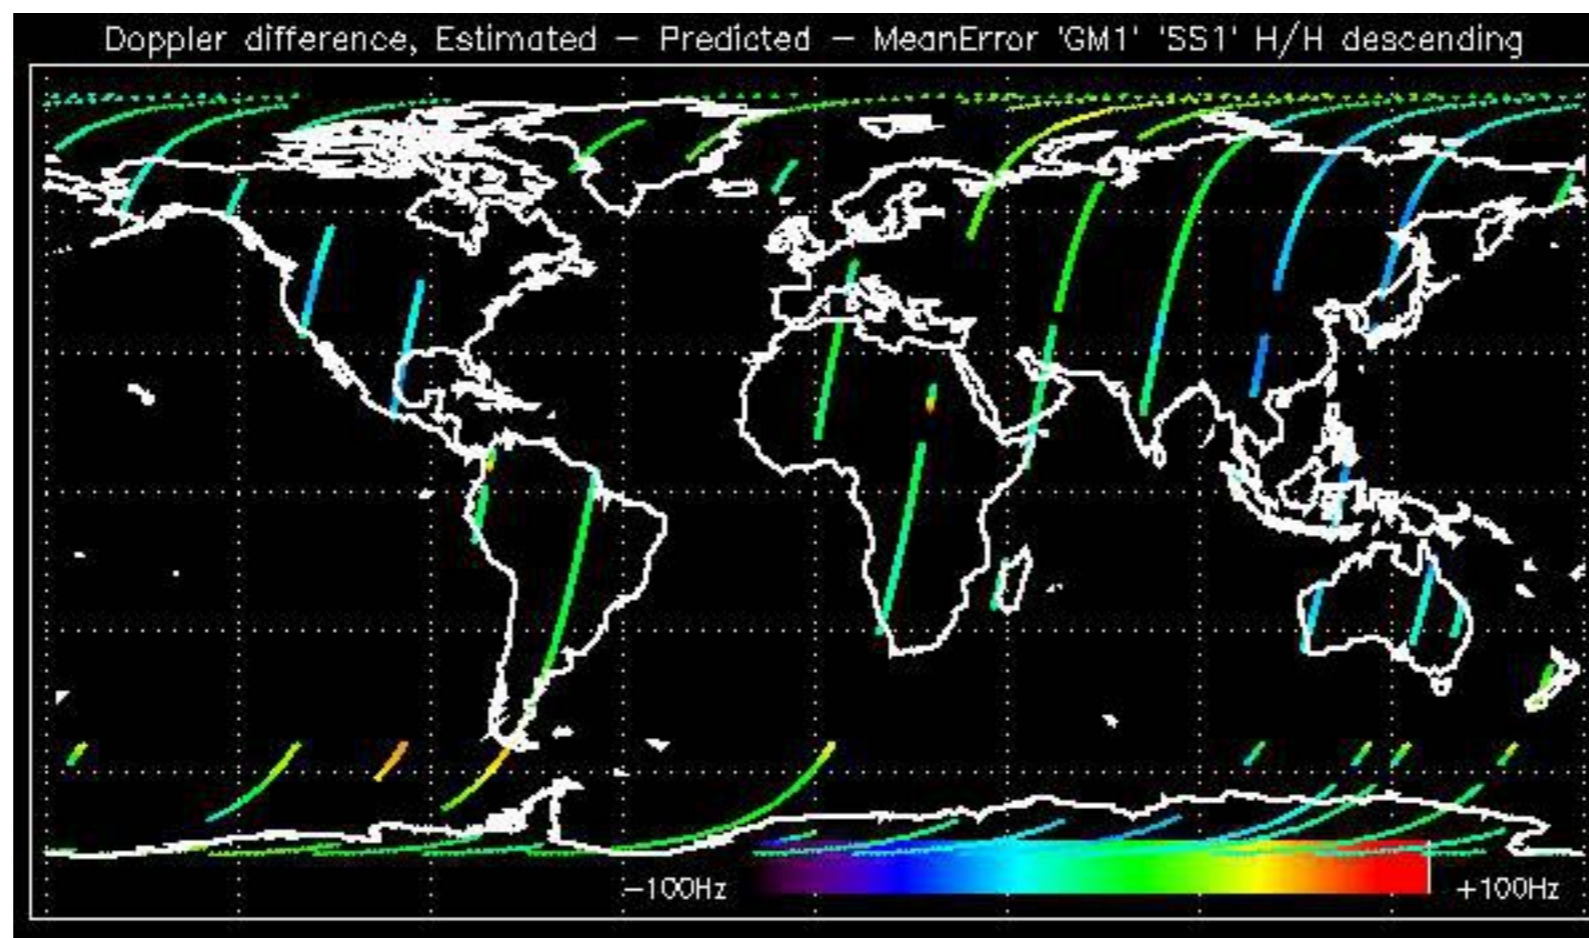 Doppler difference, Estimated – Predicted – MeanError 'GM1' 'SS1' H/H descending
−100Hz
+100Hz